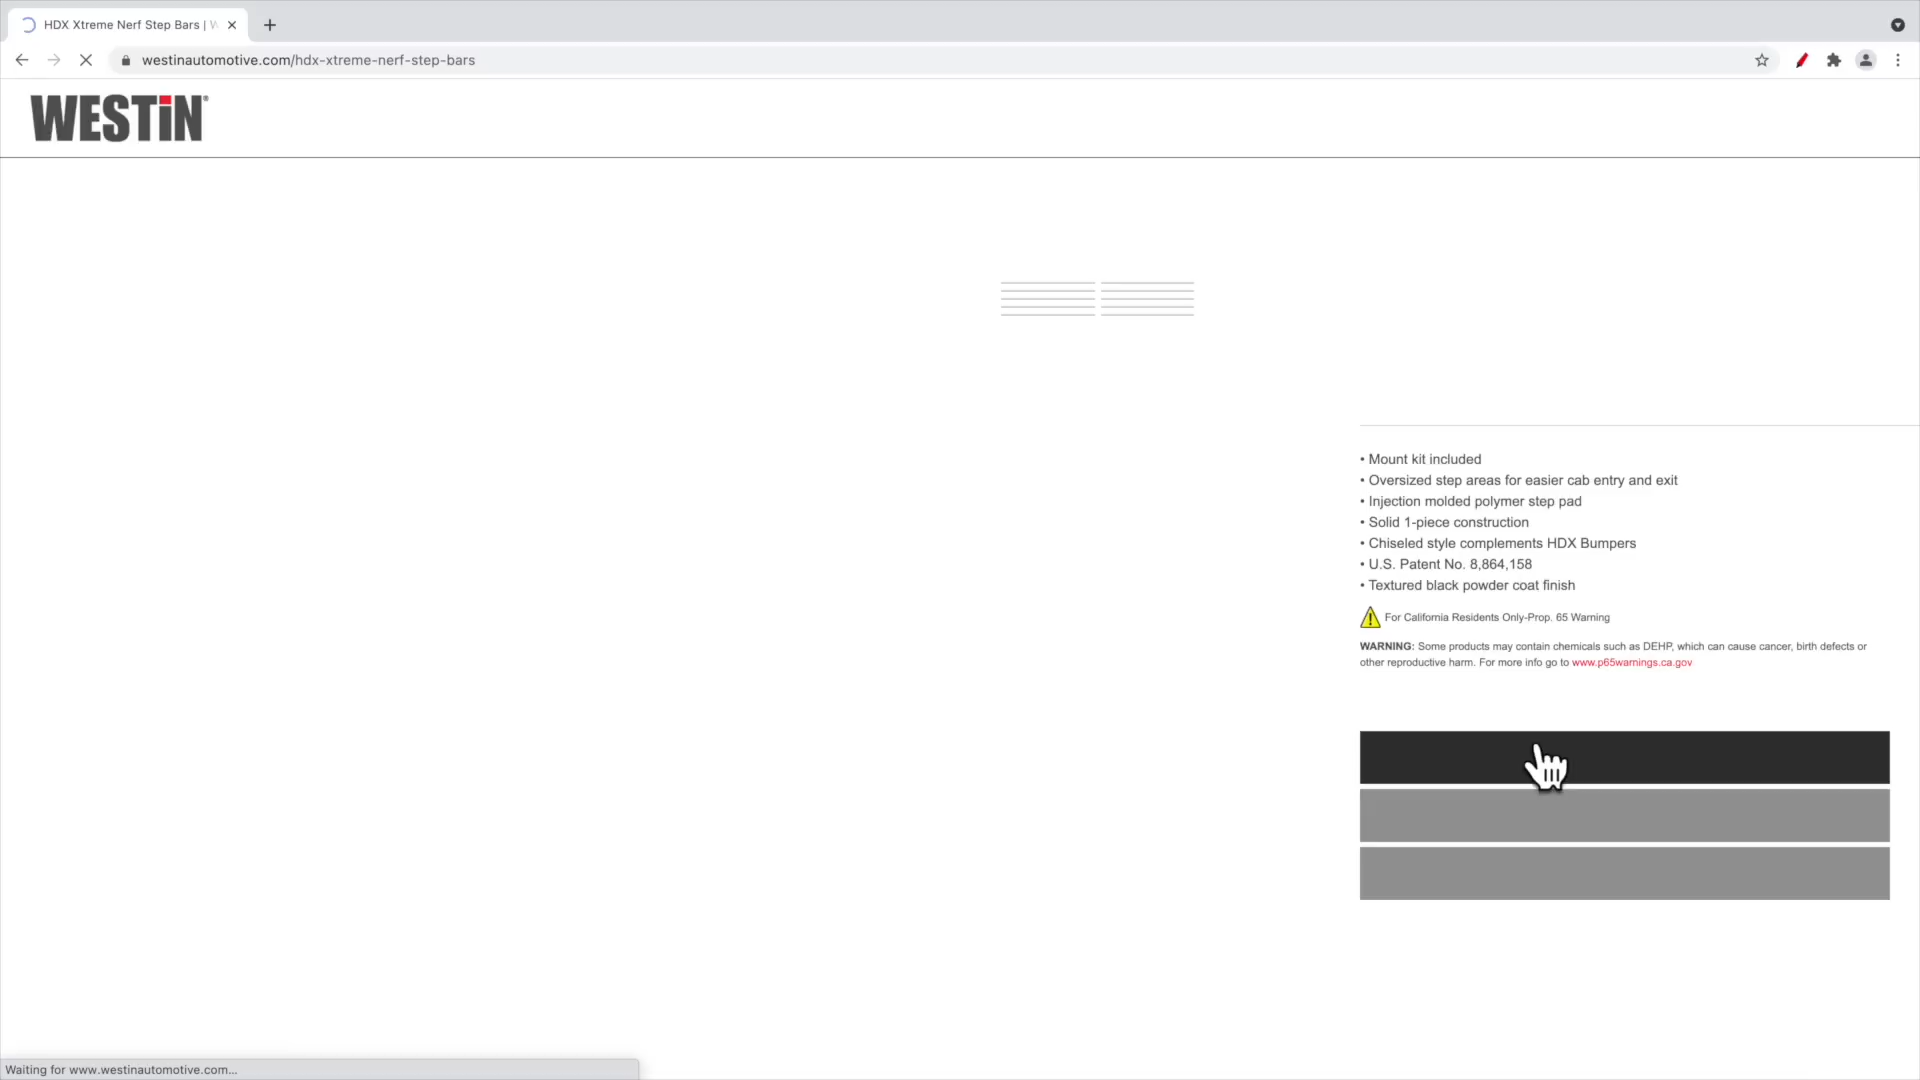 HDX Xtreme Nerf Step Bars |
westinautomotive.com/hdx-xtreme-nerf-step-bars
WESTiN®
• Mount kit included
• Oversized step areas for easier cab entry and exit
• Injection molded polymer step pad
• Solid 1-piece construction
• Chiseled style complements HDX Bumpers
• U.S. Patent No. 8,864,158
• Textured black powder coat finish
For California Residents Only-Prop. 65 Warning
WARNING: Some products may contain chemicals such as DEHP, which can cause cancer, birth defects or
other reproductive harm. For more info go to www.p65warnings.ca.gov
Waiting for www.westinautomotive.com...